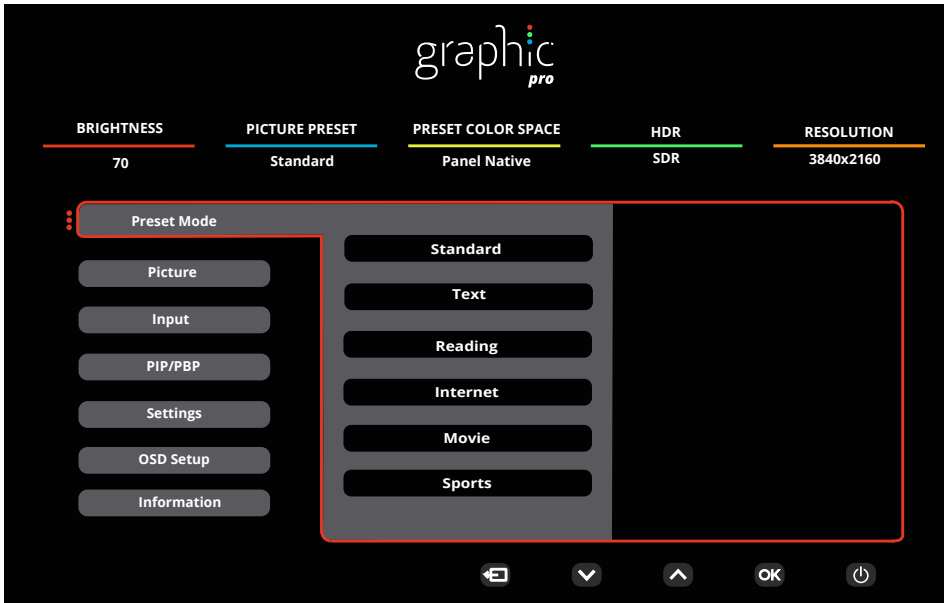 graphic
pro
BRIGHTNESS
PICTURE PRESET
PRESET COLOR SPACE
HDR
RESOLUTION
70
Standard
Panel Native
SDR
3840x2160
Preset Mode
Picture
Input
PIP/PBP
Settings
OSD Setup
Information
Standard
Text
Reading
Internet
Movie
Sports
OK